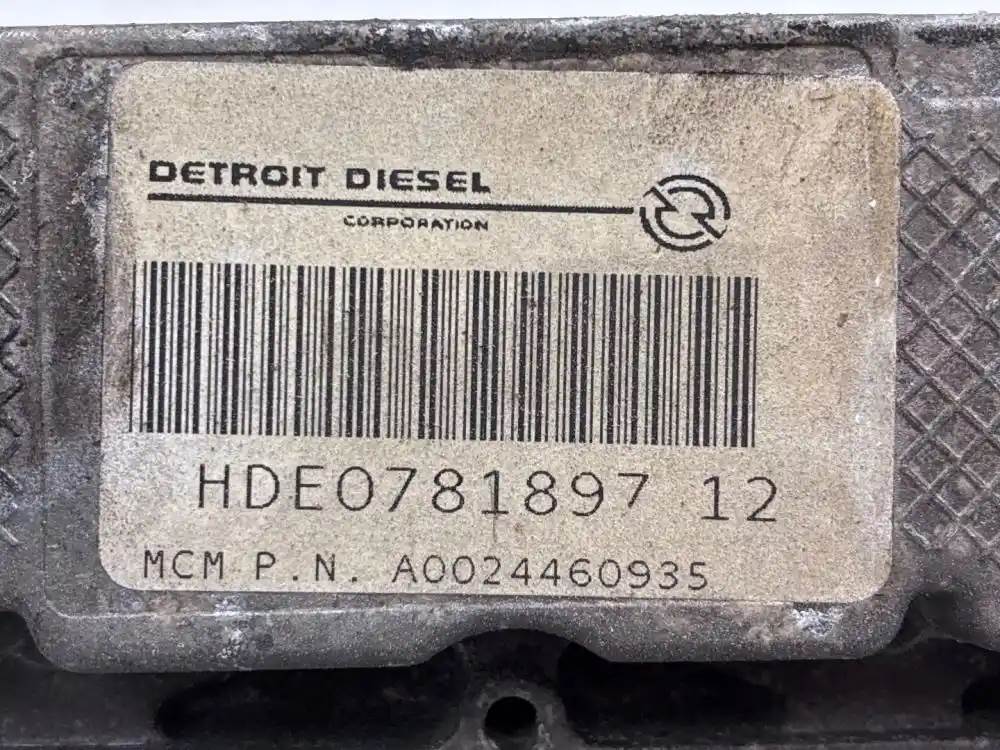 DETROIT DIESEL
CORPORATION
HDE0781897 12
MCM P.N. A0024460935